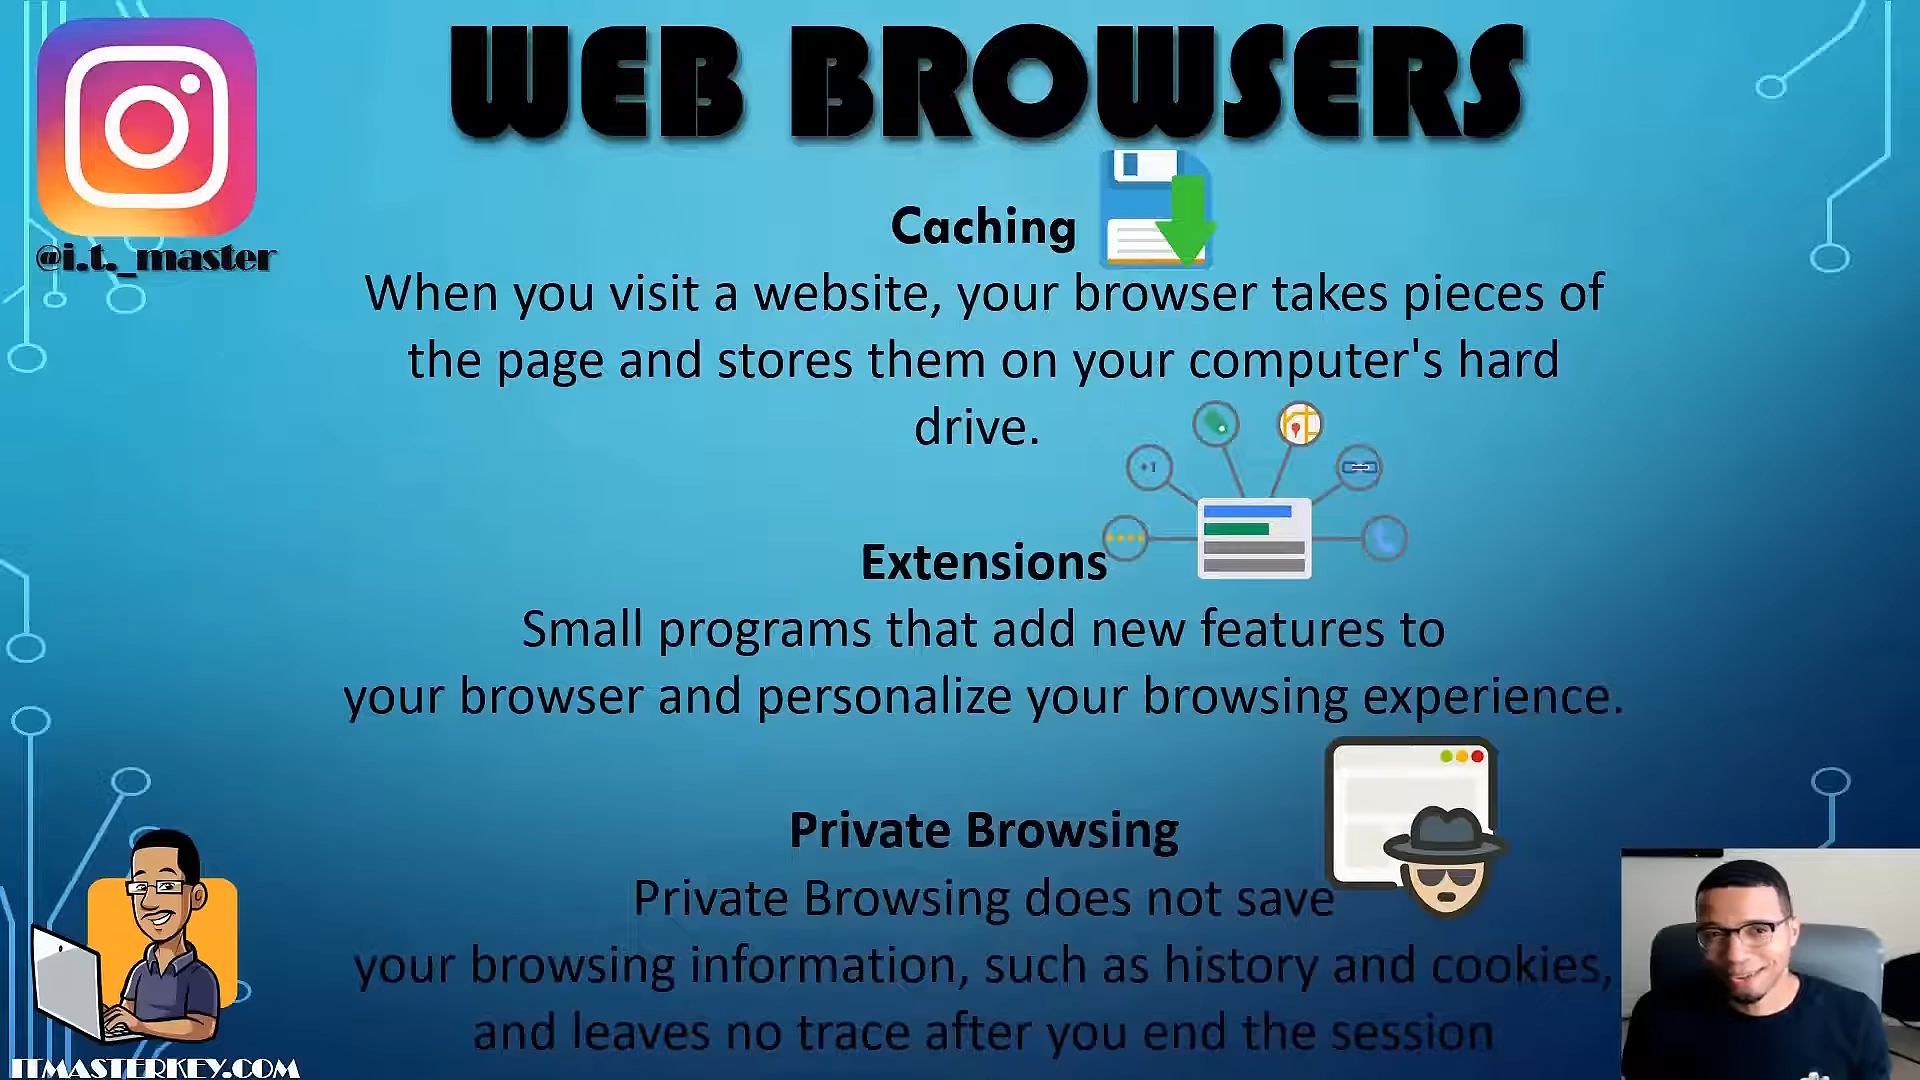 WEB BROWSERS
@i.t._master
Caching
When you visit a website, your browser takes pieces of
the page and stores them on your computer's hard
drive.
+1
Extensions
Small programs that add new features to
your browser and personalize your browsing experience.
Private Browsing
Private Browsing does not save
your browsing information, such as history and cookies,
and leaves no trace after you end the session
ITMASTERKEY.COM